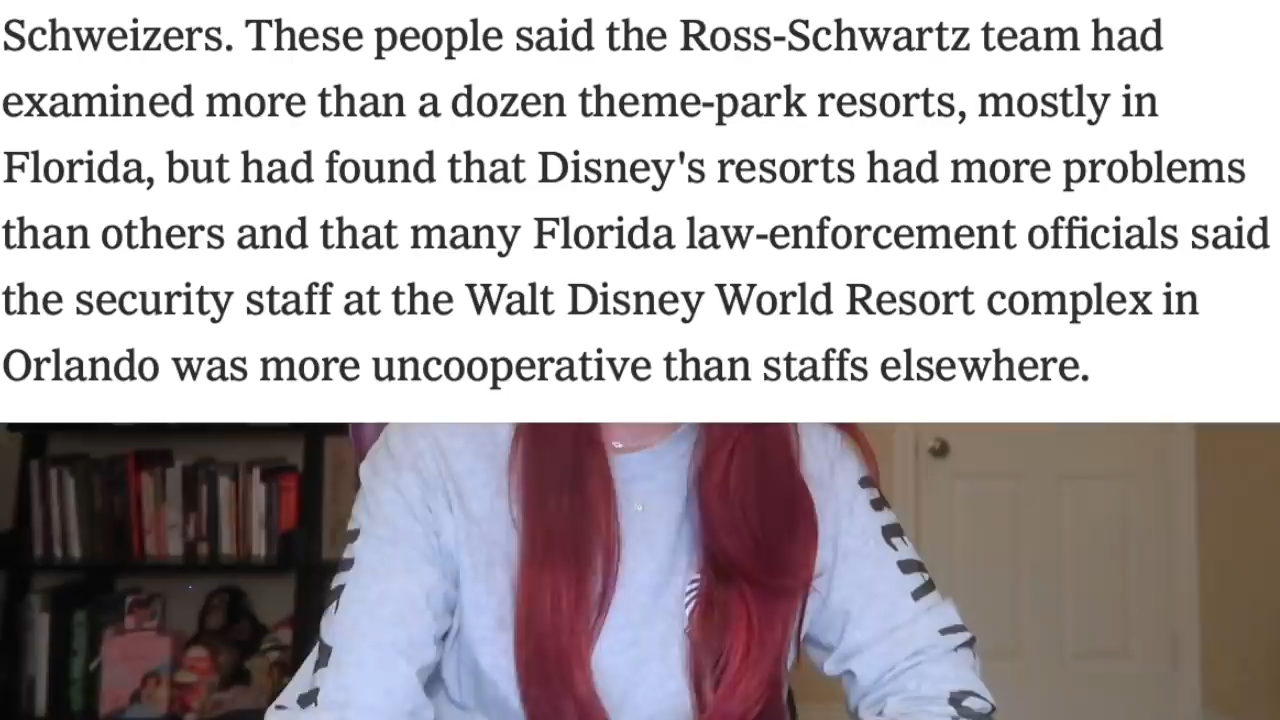 Schweizers. These people said the Ross-Schwartz team had
examined more than a dozen theme-park resorts, mostly in
Florida, but had found that Disney's resorts had more problems
than others and that many Florida law-enforcement officials said
the security staff at the Walt Disney World Resort complex in
Orlando was more uncooperative than staffs elsewhere.